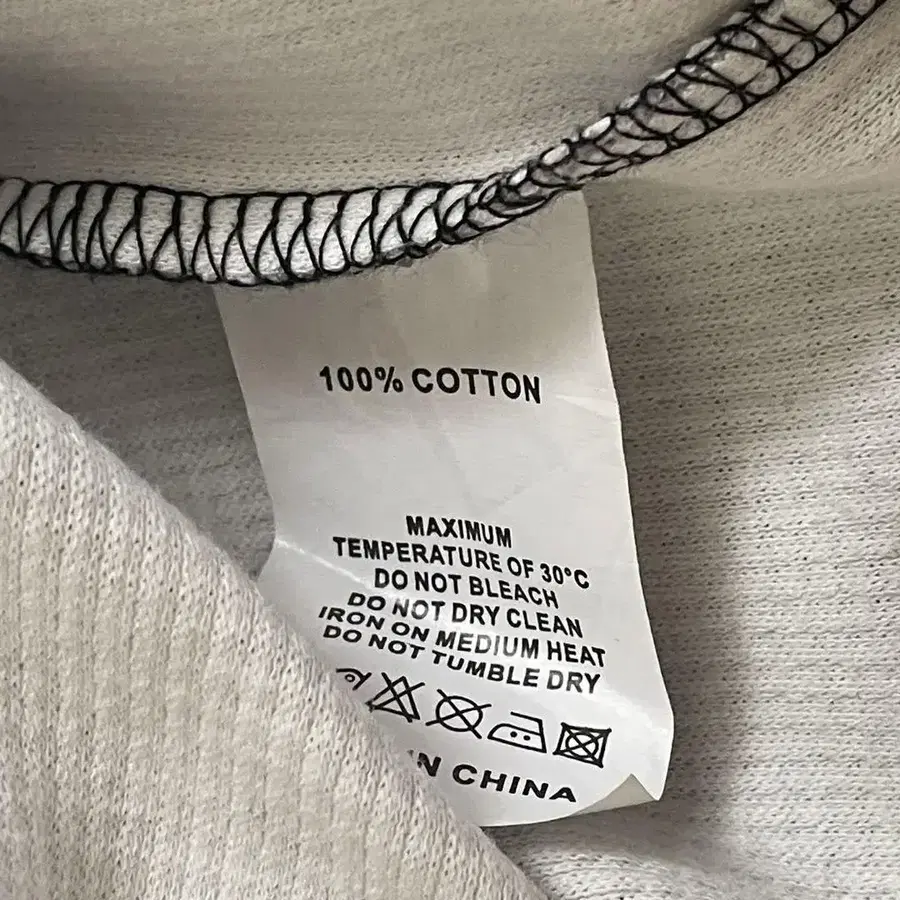 100% COTTON
MAXIMUM
TEMPERATURE OF 30°C
DO NOT BLEACH
DO NOT DRY CLEAN
IRON ON MEDIUM HEAT
DO NOT TUMBLE DRY
CHINA